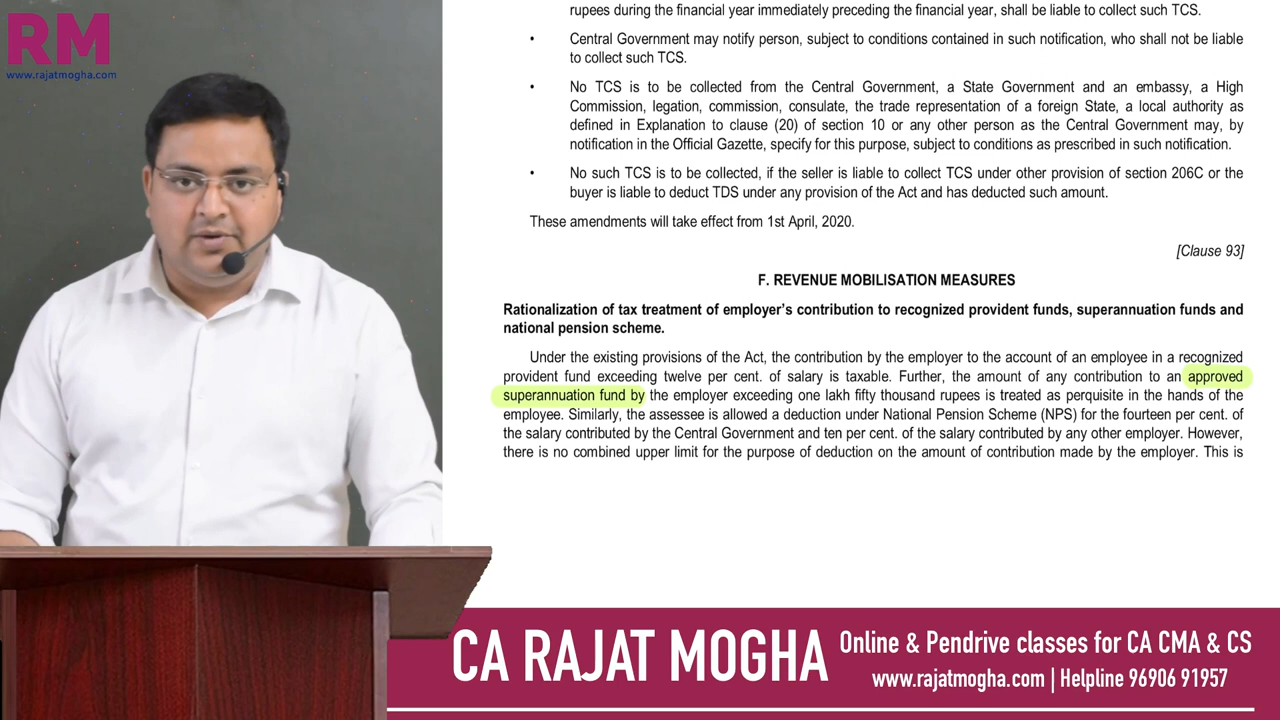 RM
www.rajatmogha.com
rupees during the financial year immediately preceding the financial year, shall be liable to collect such TCS.
• Central Government may notify person, subject to conditions contained in such notification, who shall not be liable
to collect such TCS.
• No TCS is to be collected from the Central Government, a State Government and an embassy, a High
Commission, legation, commission, consulate, the trade representation of a foreign State, a local authority as
defined in Explanation to clause (20) of section 10 or any other person as the Central Government may, by
notification in the Official Gazette, specify for this purpose, subject to conditions as prescribed in such notification.
• No such TCS is to be collected, if the seller is liable to collect TCS under other provision of section 206C or the
buyer is liable to deduct TDS under any provision of the Act and has deducted such amount.
These amendments will take effect from 1st April, 2020.
[Clause 93]
F. REVENUE MOBILISATION MEASURES
Rationalization of tax treatment of employer’s contribution to recognized provident funds, superannuation funds and
national pension scheme.
Under the existing provisions of the Act, the contribution by the employer to the account of an employee in a recognized
provident fund exceeding twelve per cent. of salary is taxable. Further, the amount of any contribution to an approved
superannuation fund by the employer exceeding one lakh fifty thousand rupees is treated as perquisite in the hands of the
employee. Similarly, the assessee is allowed a deduction under National Pension Scheme (NPS) for the fourteen per cent. of
the salary contributed by the Central Government and ten per cent. of the salary contributed by any other employer. However,
there is no combined upper limit for the purpose of deduction on the amount of contribution made by the employer. This is
CA RAJAT MOGHA
Online & Pendrive classes for CA CMA & CS
www.rajatmogha.com | Helpline 96906 91957